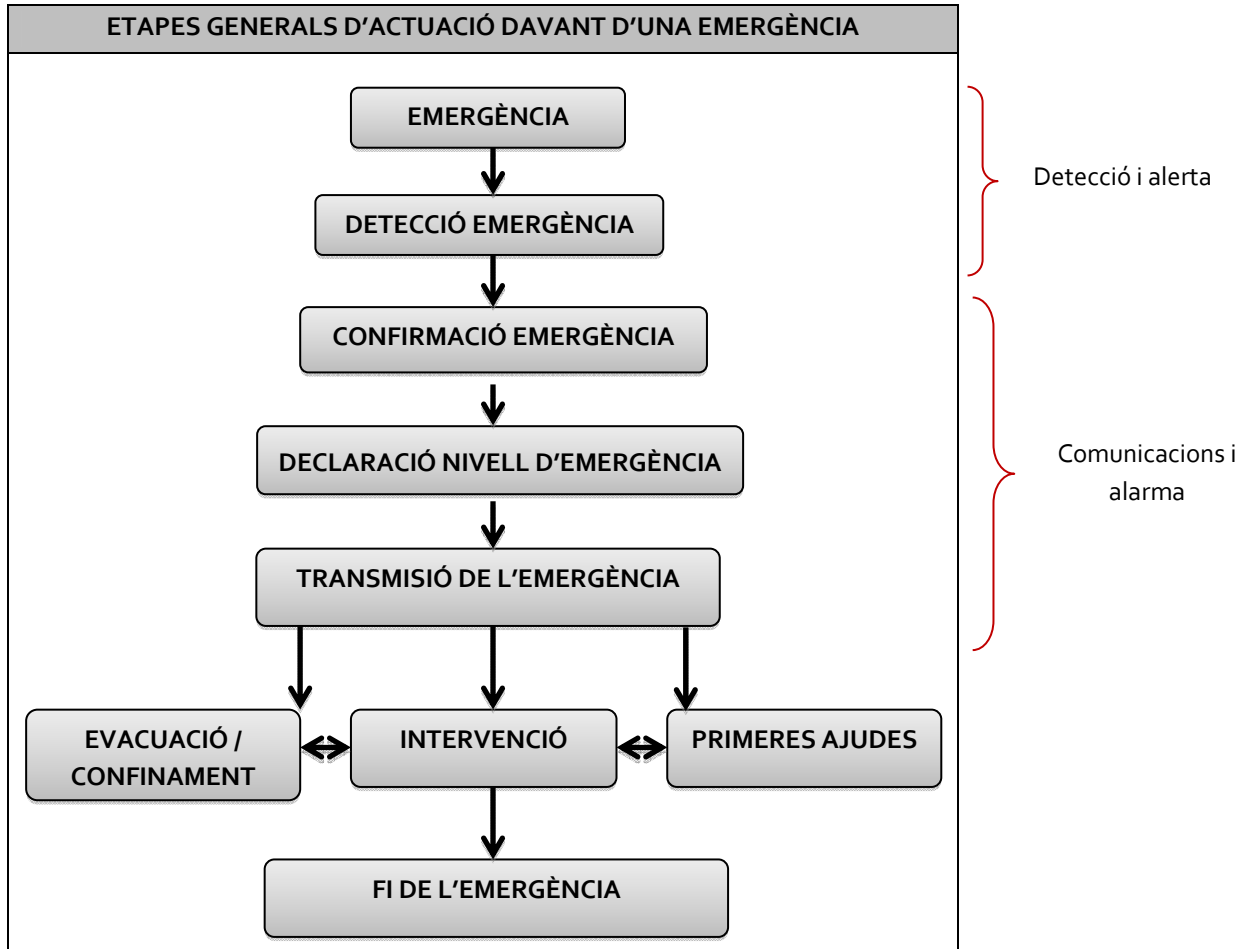 ETAPES GENERALS D'ACTUACIÓ DAVANT D'UNA EMERGÈNCIA
EMERGÈNCIA
Detecció i alerta
DETECCIÓ EMERGÈNCIA
CONFIRMACIÓ EMERGÈNCIA
DECLARACIÓ NIVELL D'EMERGÈNCIA
Comunicacions i
alarma
TRANSMISIÓ DE L'EMERGÈNCIA
EVACUACIÓ /
CONFINAMENT
INTERVENCIÓ
PRIMERES AJUDES
FI DE L'EMERGÈNCIA